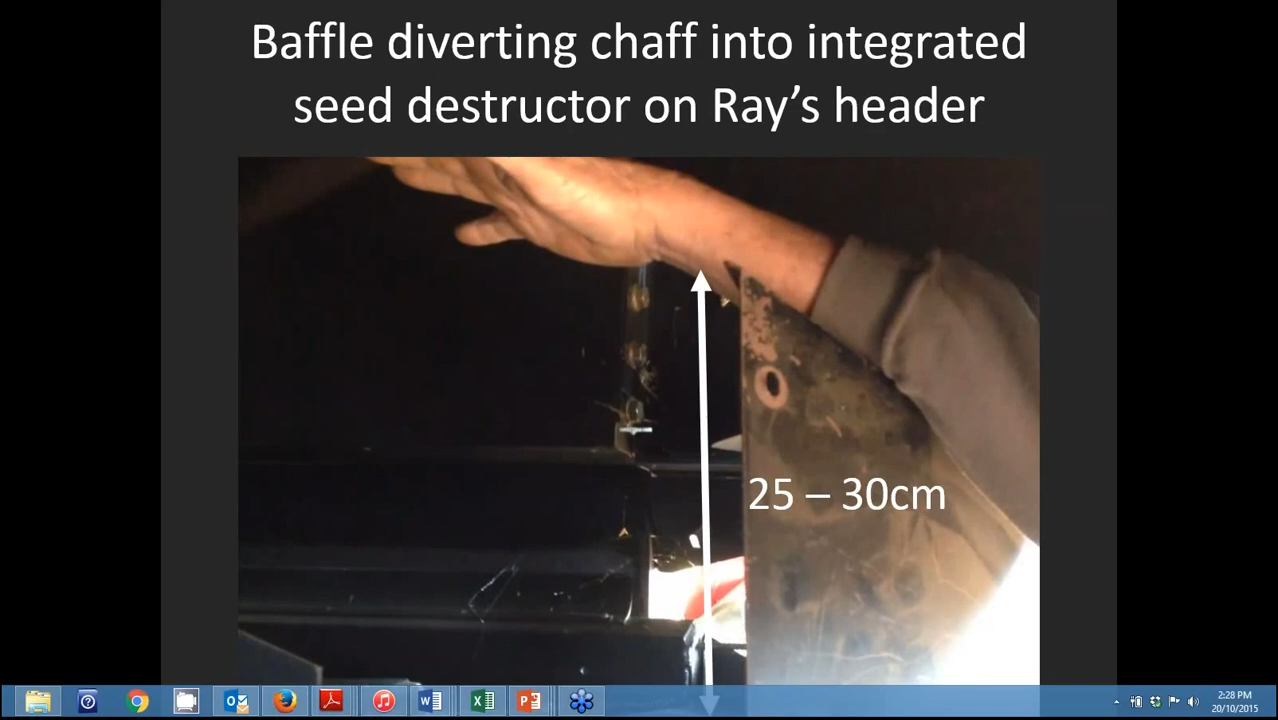 Baffle diverting chaff into integrated
seed destructor on Ray’s header
25 – 30cm
2:28 PM
20/10/2015